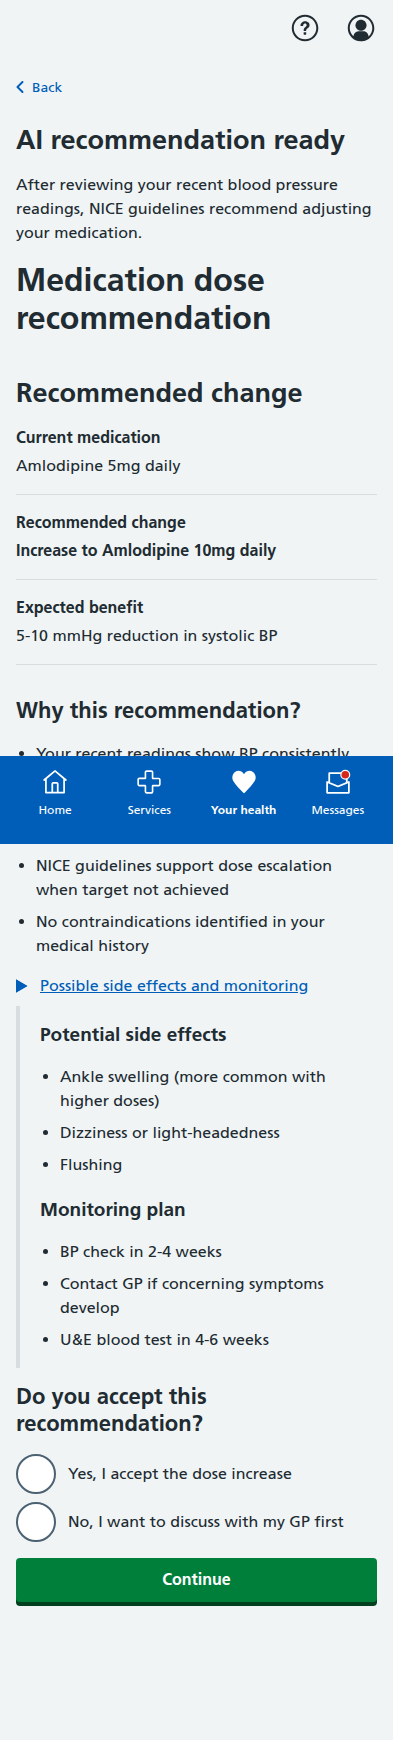 Back
AI recommendation ready
After reviewing your recent blood pressure
readings, NICE guidelines recommend adjusting
your medication.
Medication dose
recommendation
Recommended change
Current medication
Amlodipine 5mg daily
Recommended change
Increase to Amlodipine 10mg daily
Expected benefit
5-10 mmHg reduction in systolic BP
Why this recommendation?
• Your recent readings show BP consistently
Home Services Your health Messages
• NICE guidelines support dose escalation
when target not achieved
• No contraindications identified in your
medical history
Possible side effects and monitoring
Potential side effects
• Ankle swelling (more common with
higher doses)
• Dizziness or light-headedness
• Flushing
Monitoring plan
• BP check in 2-4 weeks
• Contact GP if concerning symptoms
develop
• U&E blood test in 4-6 weeks
Do you accept this
recommendation?
Yes, I accept the dose increase
No, I want to discuss with my GP first
Continue